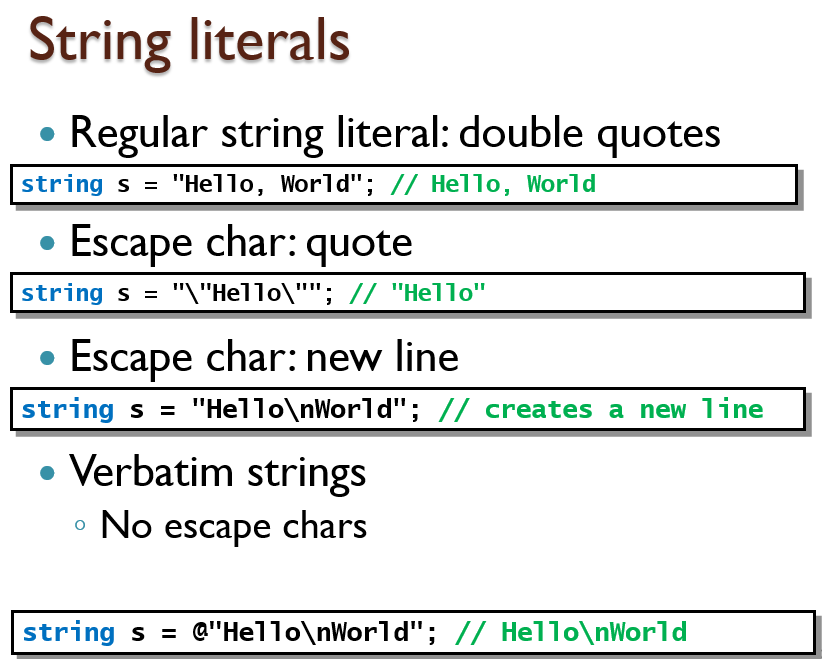 String literals
• Regular string literal: double quotes
string s = "Hello, World"; // Hello, World
• Escape char: quote
string s = "\"Hello\""; // "Hello"
• Escape char: new line
string s = "Hello\nWorld"; // creates a new line
• Verbatim strings
◦ No escape chars
string s = @"Hello\nWorld"; // Hello\nWorld